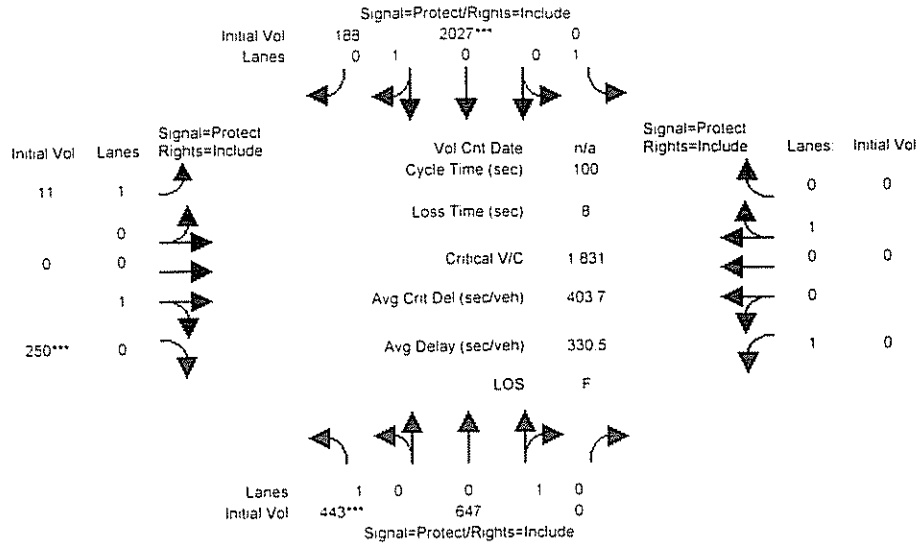 Signal=Protect/Rights=Include
Initial Vol 188 2027*** 0
Lanes 0 1 0 0 1
Signal=Protect
Initial Vol Lanes Rights=Include
Signal=Protect
Rights=Include Lanes: Initial Vol
Vol Cnt Date n/a
Cycle Time (sec) 100
11 1
0 0
Loss Time (sec) 8
0
1
0 0
Critical V/C 1 831
0 0
1
Avg Crit Del (sec/veh) 403 7
0
250*** 0
Avg Delay (sec/veh) 330.5
1 0
LOS F
Lanes 1 0 0 1 0
Initial Vol 443*** 647 0
Signal=Protect/Rights=Include